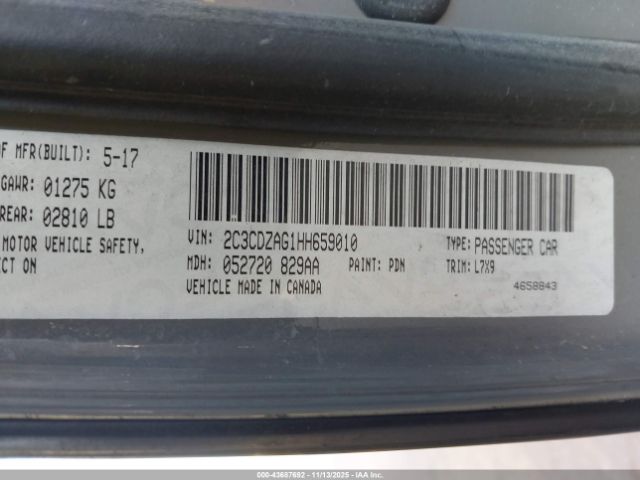 OF MFR(BUILT): 5-17
GAWR: 01275 KG
REAR: 02810 LB
MOTOR VEHICLE SAFETY,
ECT ON
VIN: 2C3CDZAG1HH659010
TYPE: PASSENGER CAR
MDH: 052720 829AA PAINT: PDN TRIM: L7X9
VEHICLE MADE IN CANADA
4658843
000-43687692 - 11/13/2025 - IAA Inc.